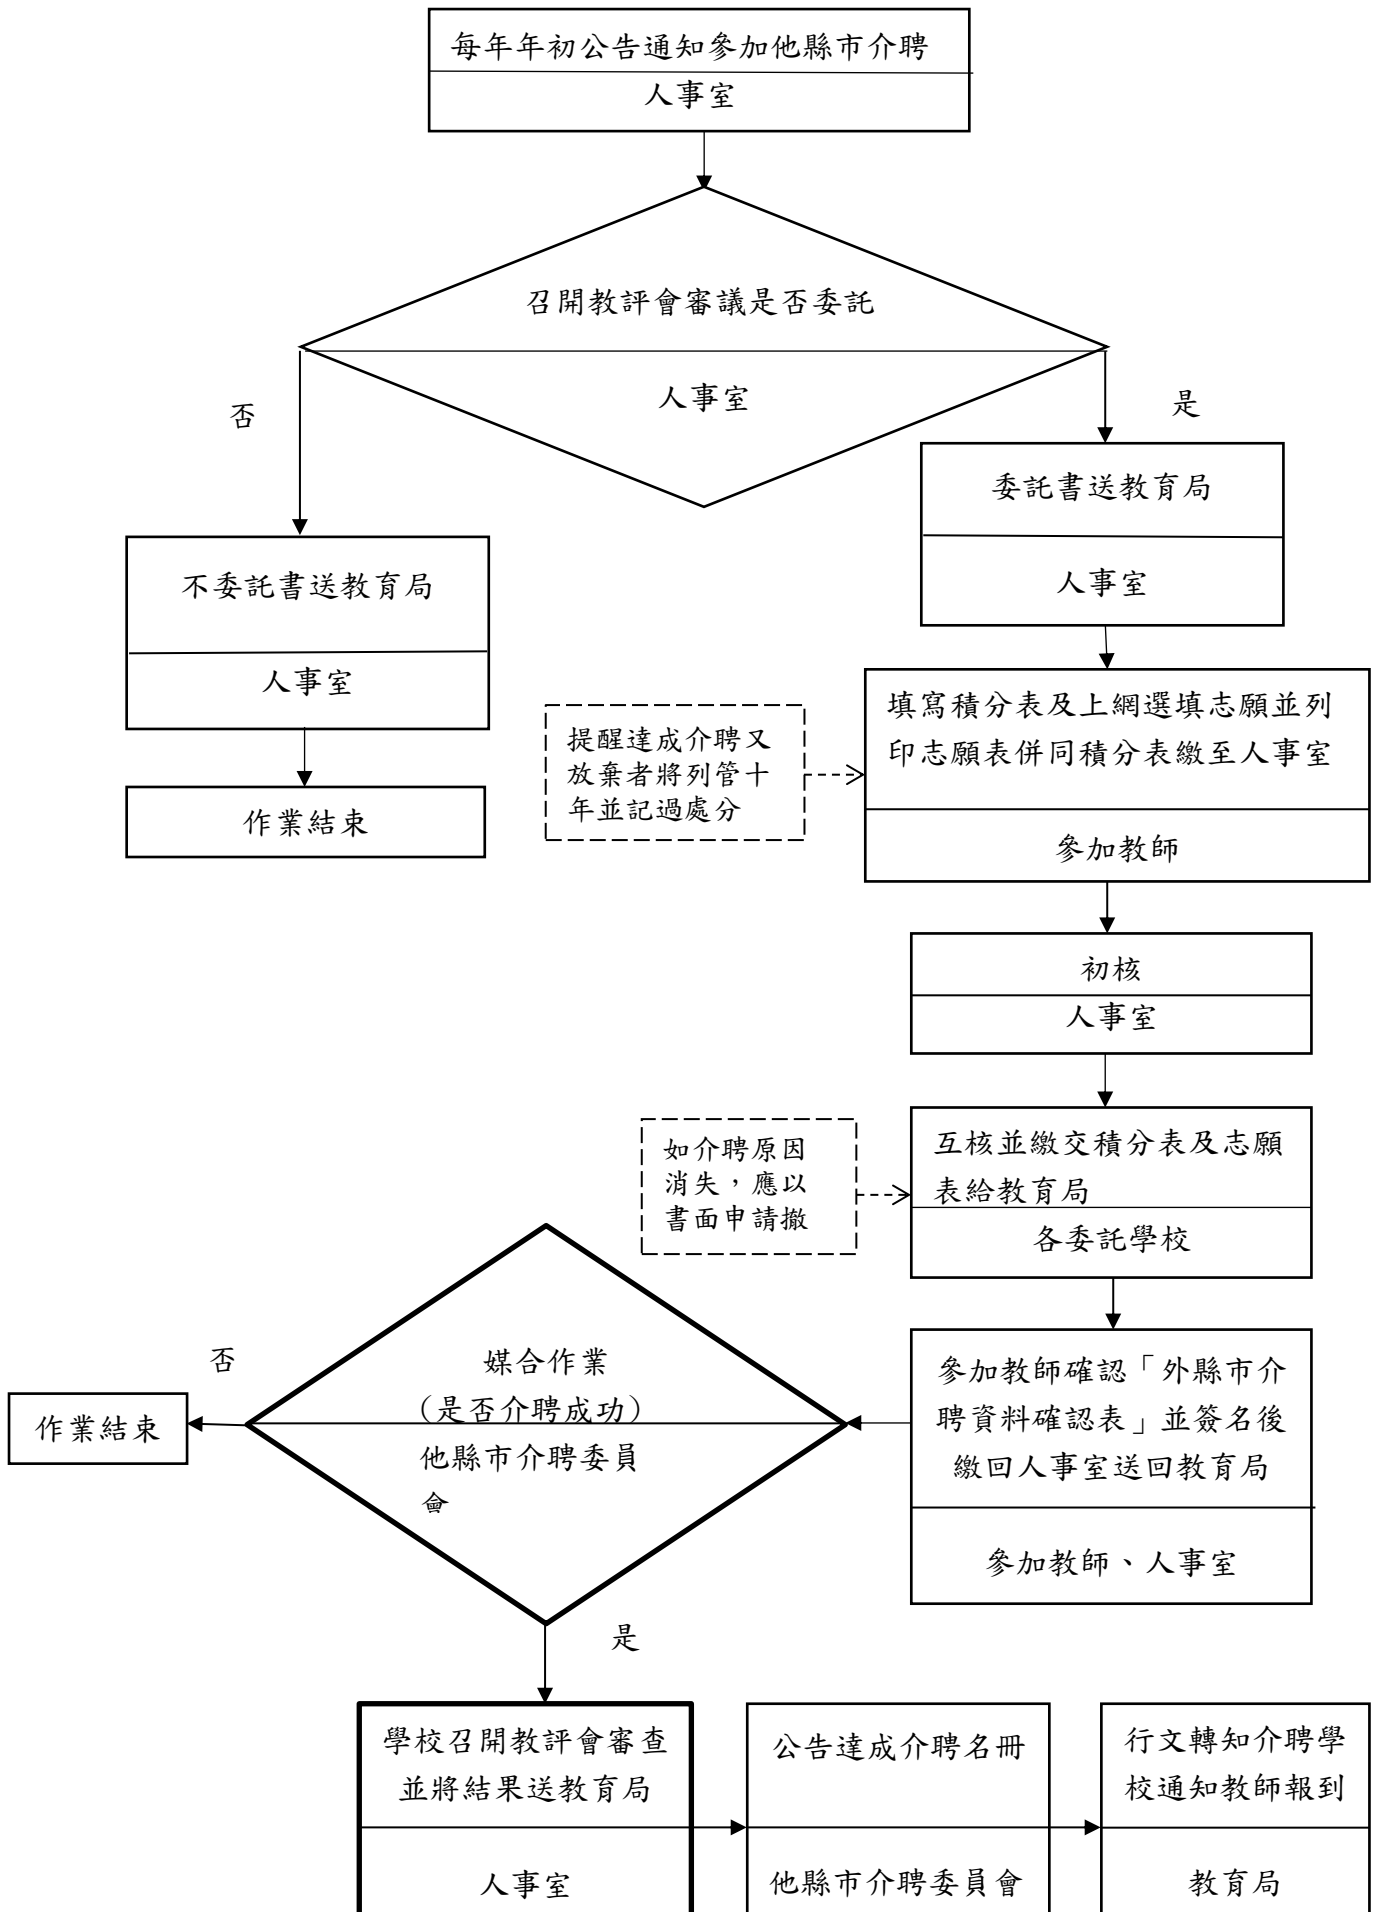 每年年初公告通知參加他縣市介聘
人事室
召開教評會審議是否委託
人事室
否
是
委託書送教育局
人事室
不委託書送教育局
人事室
作業結束
提醒達成介聘又
放棄者將列管十
年並記過處分
填寫積分表及上網選填志願並列
印志願表併同積分表繳至人事室
參加教師
初核
人事室
如介聘原因
消失，應以
書面申請撤
互核並繳交積分表及志願
表給教育局
各委託學校
參加教師確認「外縣市介
聘資料確認表」並簽名後
繳回人事室送回教育局
參加教師、人事室
媒合作業
(是否介聘成功)
他縣市介聘委員
會
否
作業結束
是
學校召開教評會審查
並將結果送教育局
人事室
公告達成介聘名冊
他縣市介聘委員會
行文轉知介聘學
校通知教師報到
教育局